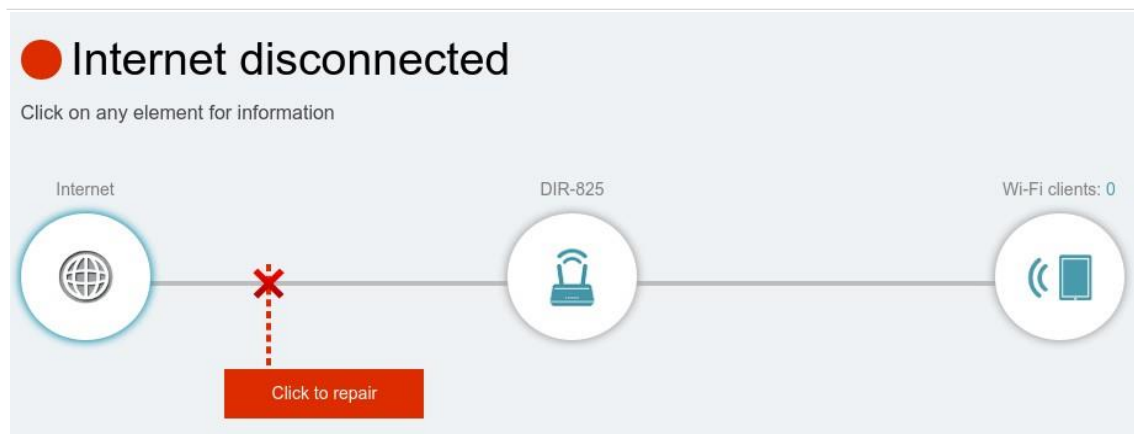 Internet disconnected
Click on any element for information
Internet
DIR-825
Wi-Fi clients: 0
Click to repair